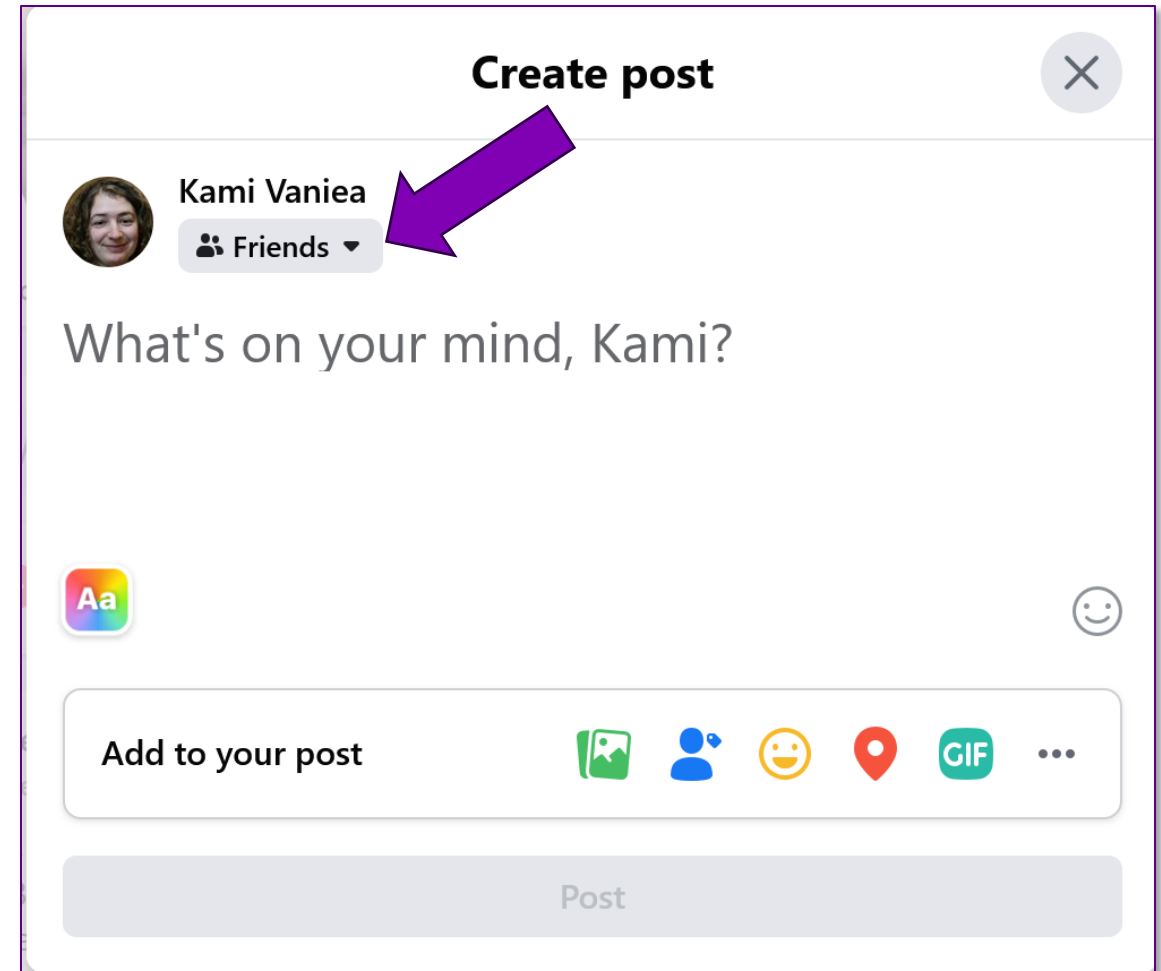 Create post
Kami Vaniea
Friends
What's on your mind, Kami?
Aa
Add to your post
GIF
Post